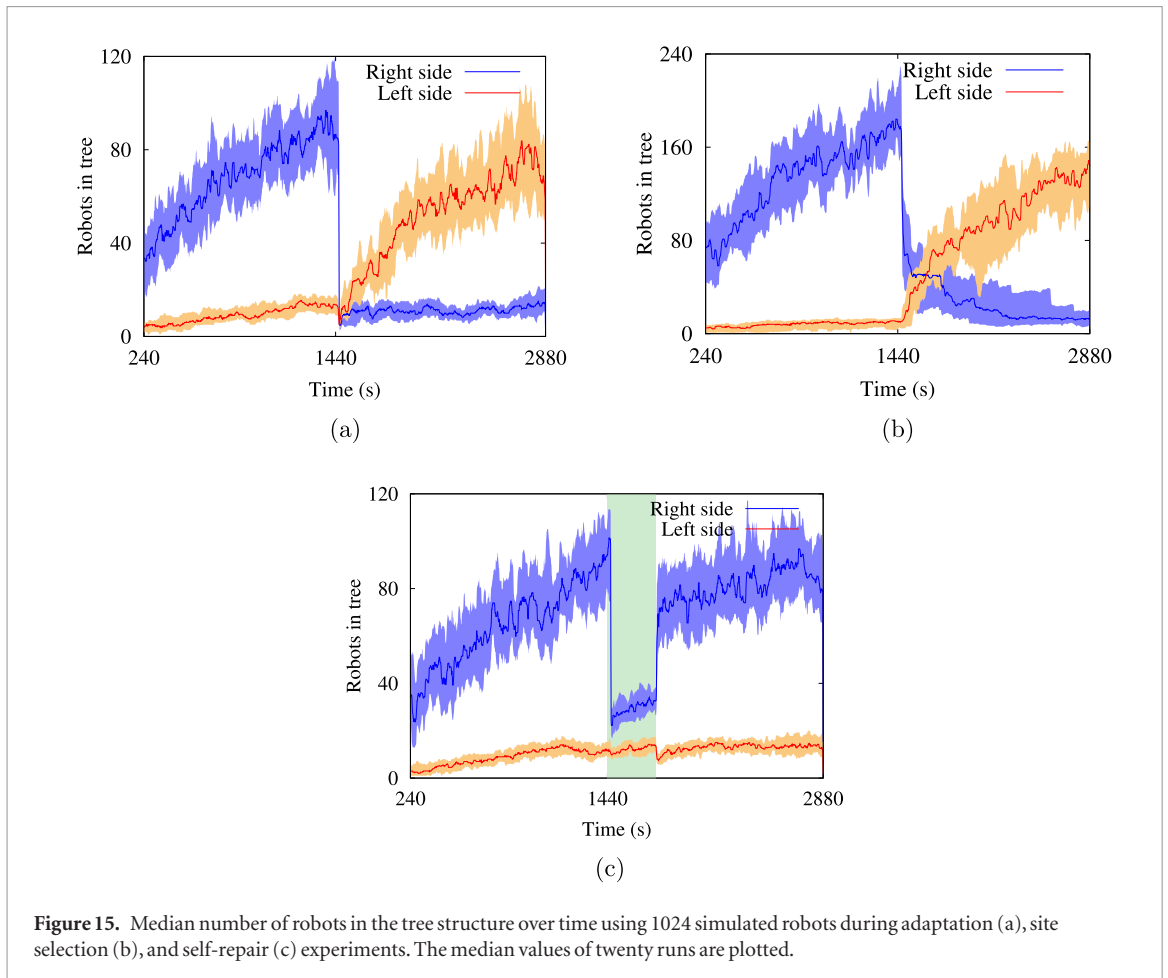 120
80
40
0
Robots in tree
Right side
Left side
240 1440 2880
Time (s)
(a)
240
160
80
0
Robots in tree
Right side
Left side
240 1440 2880
Time (s)
(b)
120
80
40
0
Robots in tree
Right side
Left side
240 1440 2880
Time (s)
(c)
Figure 15. Median number of robots in the tree structure over time using 1024 simulated robots during adaptation (a), site
selection (b), and self-repair (c) experiments. The median values of twenty runs are plotted.